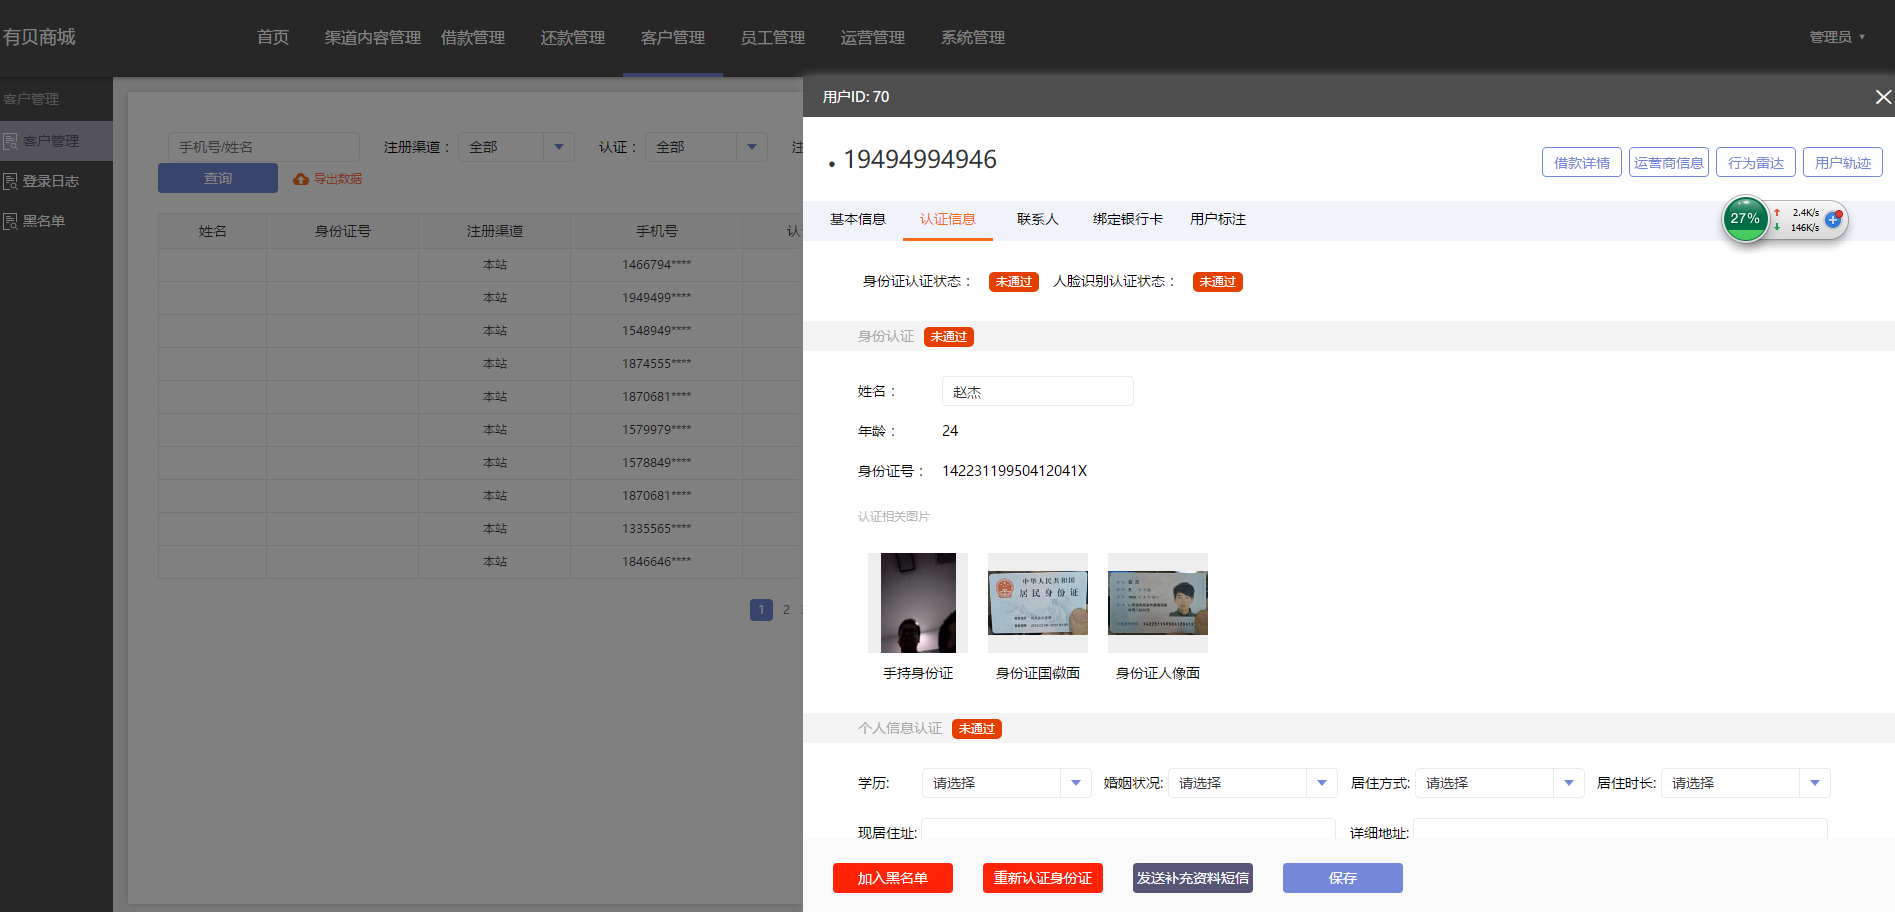 有贝商城
首页 渠道内容管理 借款管理 还款管理 客户管理 员工管理 运营管理 系统管理
管理员
客户管理
客户管理
登录日志
黑名单
手机号/姓名 注册渠道： 全部 认证： 全部 注
查询 导出数据
姓名 身份证号 注册渠道 手机号 认
本站 1466794****
本站 1949499****
本站 1548949****
本站 1874555****
本站 1870681****
本站 1579979****
本站 1578849****
本站 1870681****
本站 1335565****
本站 1846646****
1 2
用户ID: 70
19494994946
借款详情 运营商信息 行为雷达 用户轨迹
基本信息 认证信息 联系人 绑定银行卡 用户标注
27% 2.4K/s
146K/s
身份证认证状态： 未通过 人脸识别认证状态： 未通过
身份认证 未通过
姓名： 赵杰
年龄： 24
身份证号： 14223119950412041X
认证相关图片
中华人民共和国
居民身份证
14223119950412041X
手持身份证 身份证国徽面 身份证人像面
个人信息认证 未通过
学历: 请选择 婚姻状况: 请选择 居住方式: 请选择 居住时长: 请选择
现居住址: 详细地址:
加入黑名单 重新认证身份证 发送补充资料短信 保存